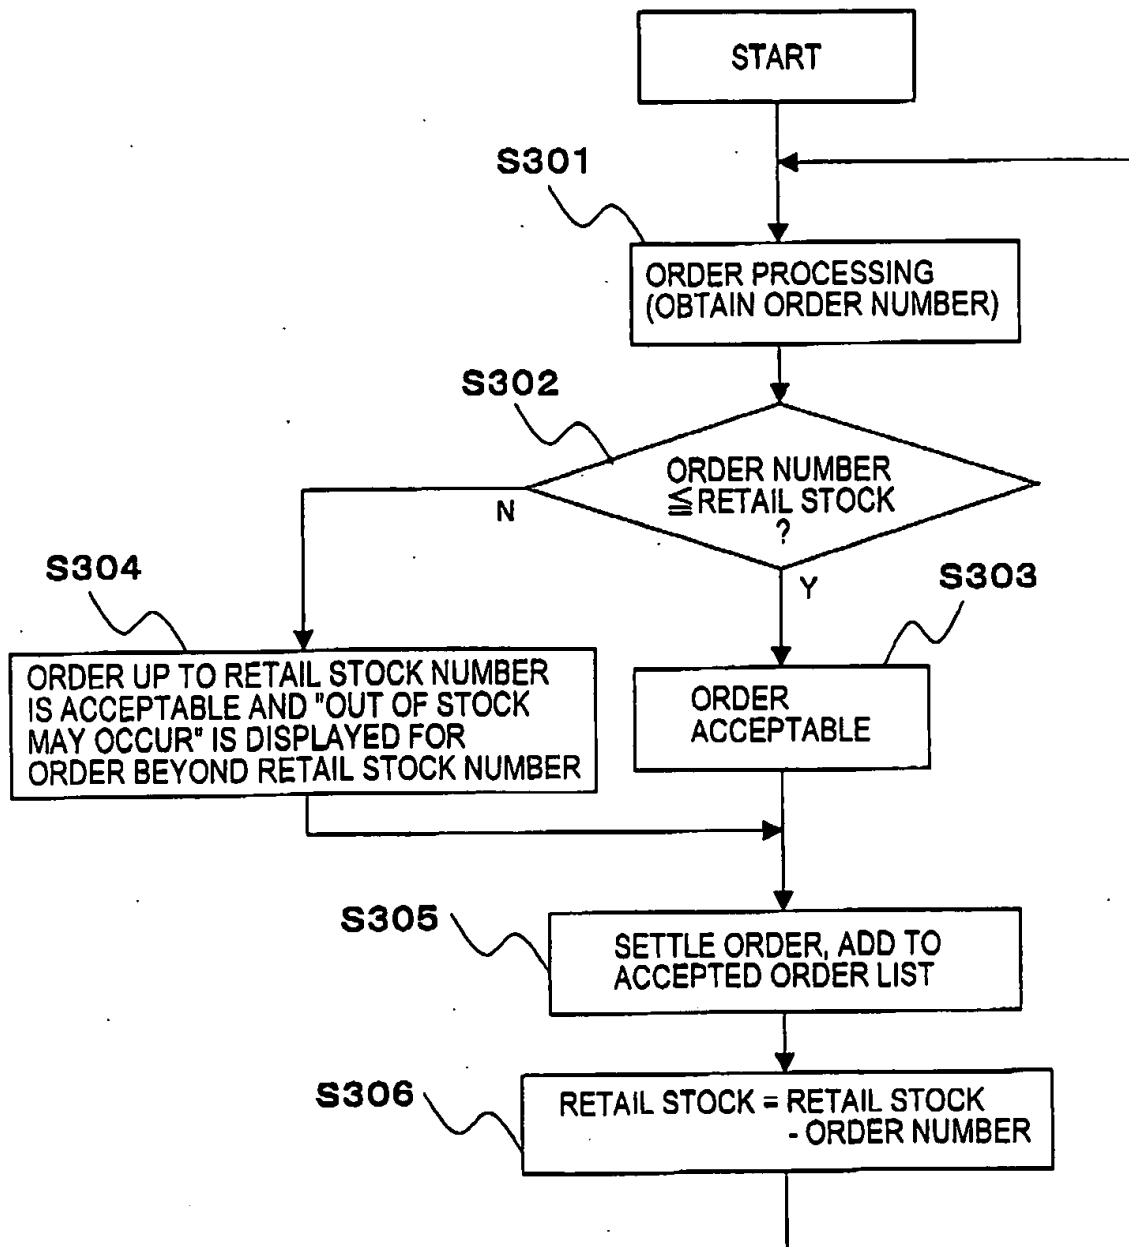 START
S301
ORDER PROCESSING
(OBTAIN ORDER NUMBER)
S302
ORDER NUMBER
≦RETAIL STOCK
?
N
Y
S304
S303
ORDER UP TO RETAIL STOCK NUMBER
IS ACCEPTABLE AND "OUT OF STOCK
MAY OCCUR" IS DISPLAYED FOR
ORDER BEYOND RETAIL STOCK NUMBER
ORDER
ACCEPTABLE
S305
SETTLE ORDER, ADD TO
ACCEPTED ORDER LIST
S306
RETAIL STOCK = RETAIL STOCK
- ORDER NUMBER